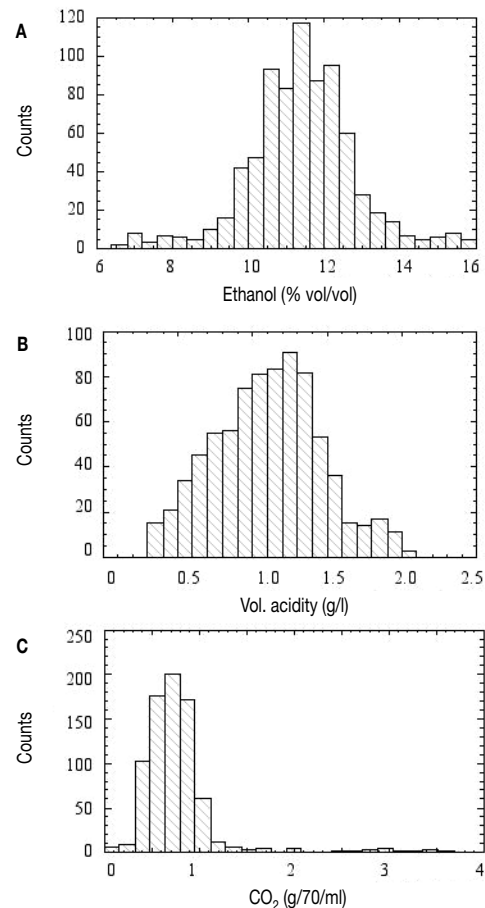 A
120
100
80
60
40
20
0
Counts
6 8 10 12 14 16
Ethanol (% vol/vol)
B
100
80
60
40
20
0
Counts
0 0.5 1.0 1.5 2.0 2.5
Vol. acidity (g/l)
C
250
200
150
100
50
0
Counts
0 1 2 3 4
CO₂ (g/70/ml)